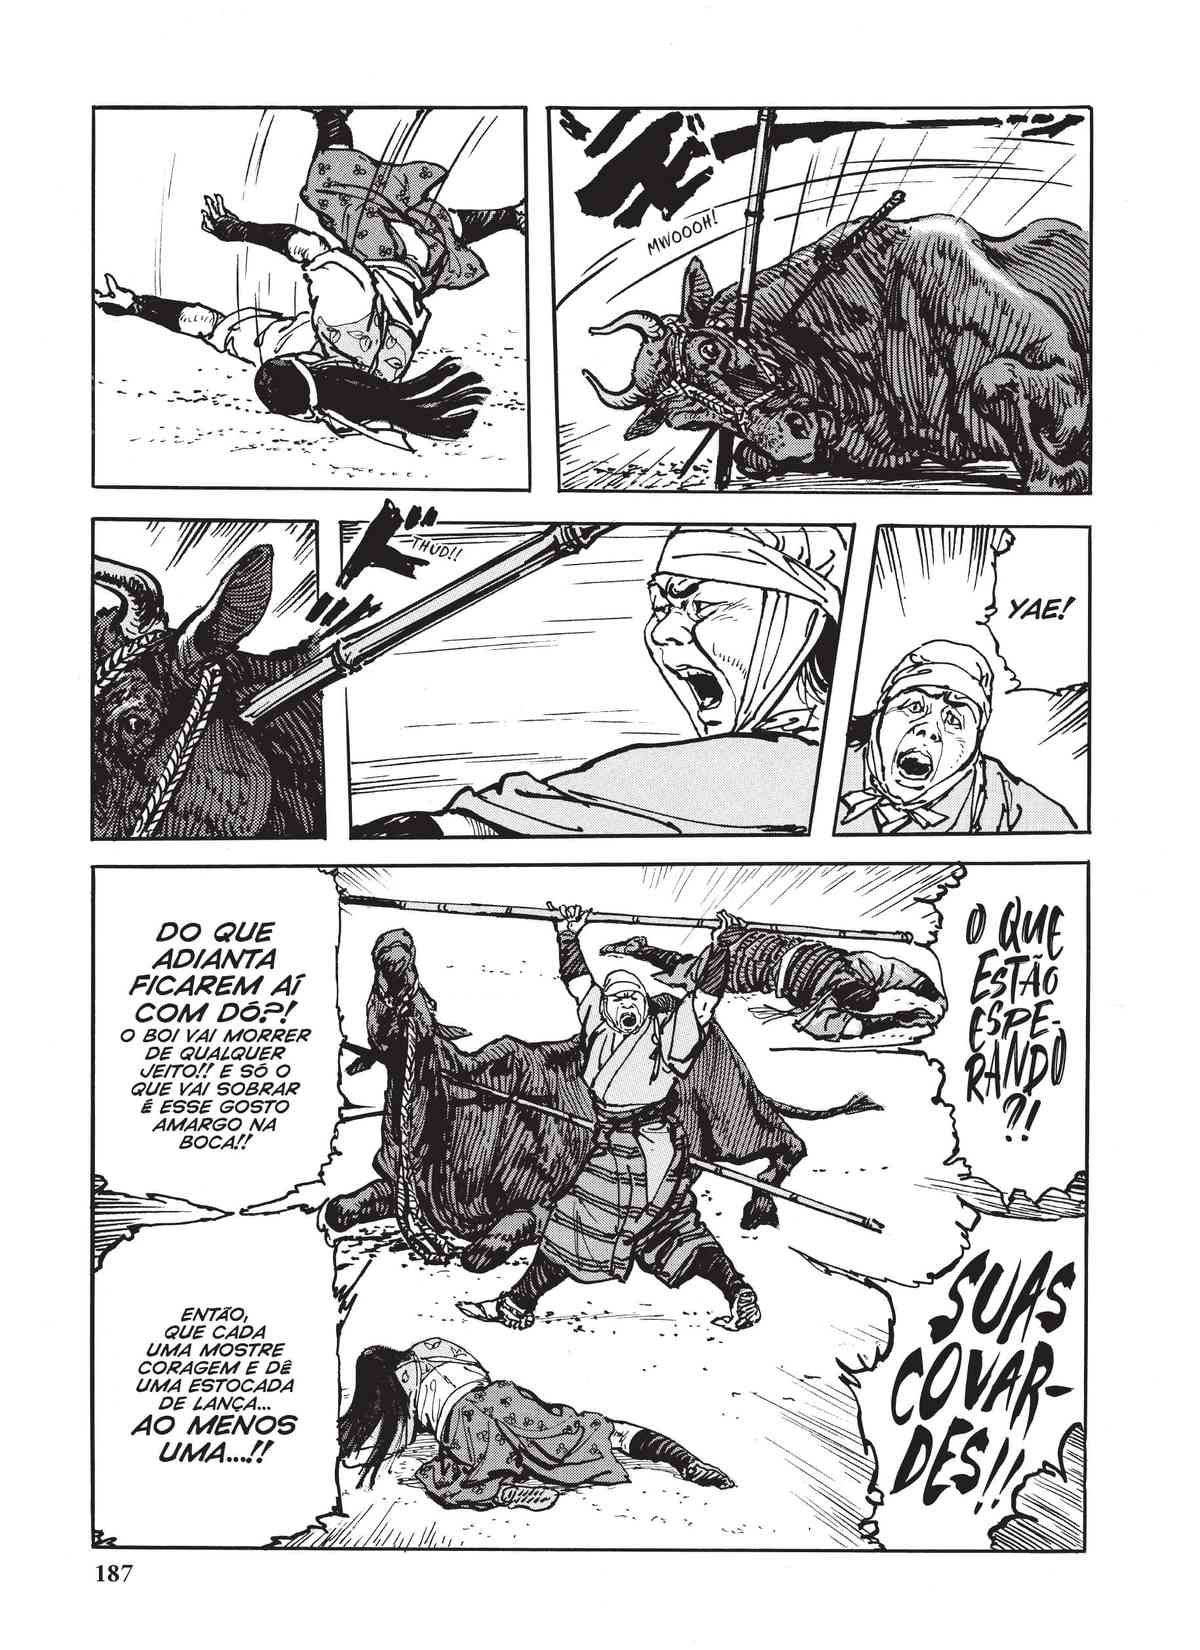 MWOOOH!
YAE!
THUD!!
O QUE
ESTÃO
ESPE-
RANDO
?!
DO QUE
ADIANTA
FICAREM AÍ
COM DÓ?!
O BOI VAI MORRER
DE QUALQUER
JEITO!! E SÓ O
QUE VAI SOBRAR
É ESSE GOSTO
AMARGO NA
BOCA!!
SUAS
COVAR-
DES!!
ENTÃO,
QUE CADA
UMA MOSTRE
CORAGEM E DÊ
UMA ESTOCADA
DE LANÇA...
AO MENOS
UMA...!!
187